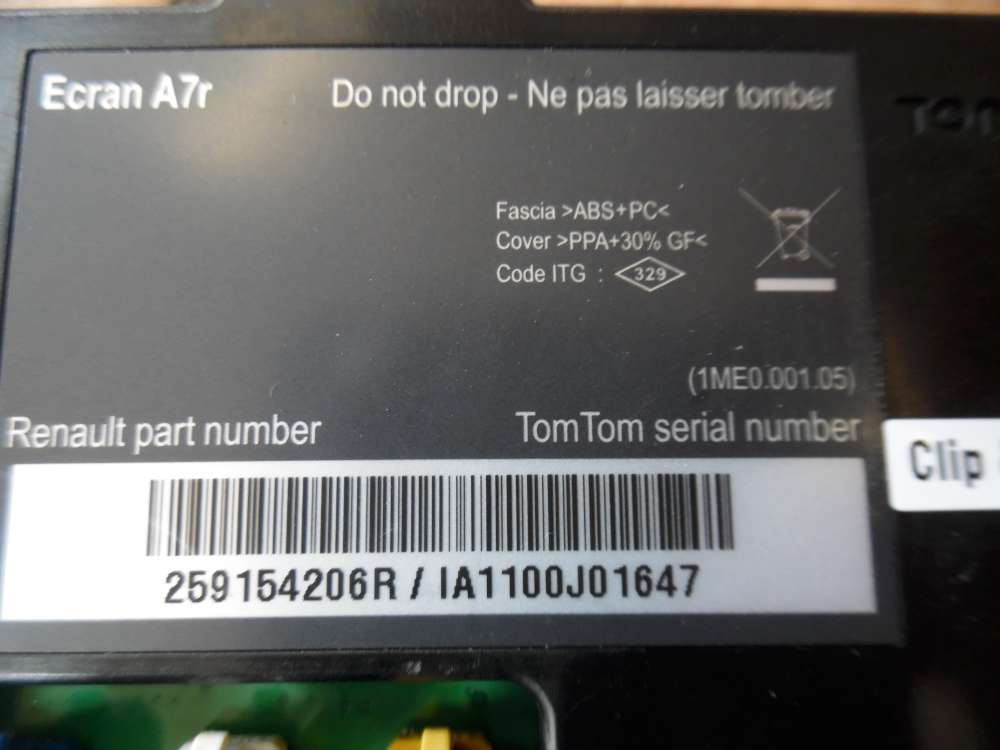 Ecran A7r
Do not drop - Ne pas laisser tomber
Fascia >ABS+PC<
Cover >PPA+30% GF<
Code ITG : 329
(1ME0.001.05)
Renault part number
TomTom serial number
259154206R / IA1100J01647
Clip